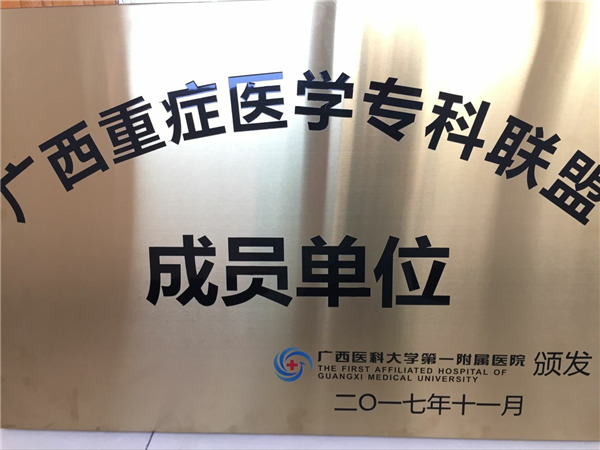 广西重症医学专科联盟
成员单位
广西医科大学第一附属医院 颁发
THE FIRST AFFILIATED HOSPITAL OF
GUANGXI MEDICAL UNIVERSITY
二〇一七年十一月